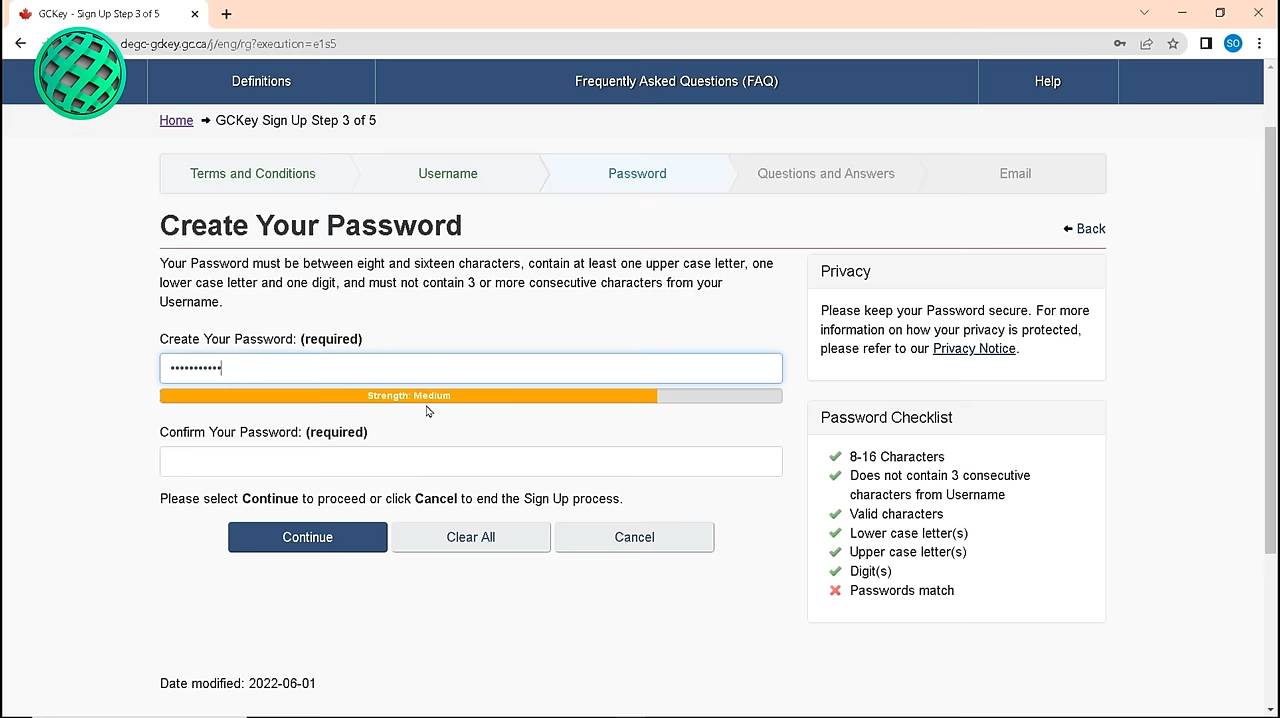 GCKey - Sign Up Step 3 of 5
degc-gckey.gc.ca/j/eng/rg?execution=e1s5
SO
Definitions
Frequently Asked Questions (FAQ)
Help
Home → GCKey Sign Up Step 3 of 5
Terms and Conditions
Username
Password
Questions and Answers
Email
Create Your Password
← Back
Your Password must be between eight and sixteen characters, contain at least one upper case letter, one
lower case letter and one digit, and must not contain 3 or more consecutive characters from your
Username.
Create Your Password: (required)
•••••••••••
Strength: Medium
Confirm Your Password: (required)
Please select Continue to proceed or click Cancel to end the Sign Up process.
Continue
Clear All
Cancel
Privacy
Please keep your Password secure. For more
information on how your privacy is protected,
please refer to our Privacy Notice.
Password Checklist
8-16 Characters
Does not contain 3 consecutive
characters from Username
Valid characters
Lower case letter(s)
Upper case letter(s)
Digit(s)
Passwords match
Date modified: 2022-06-01